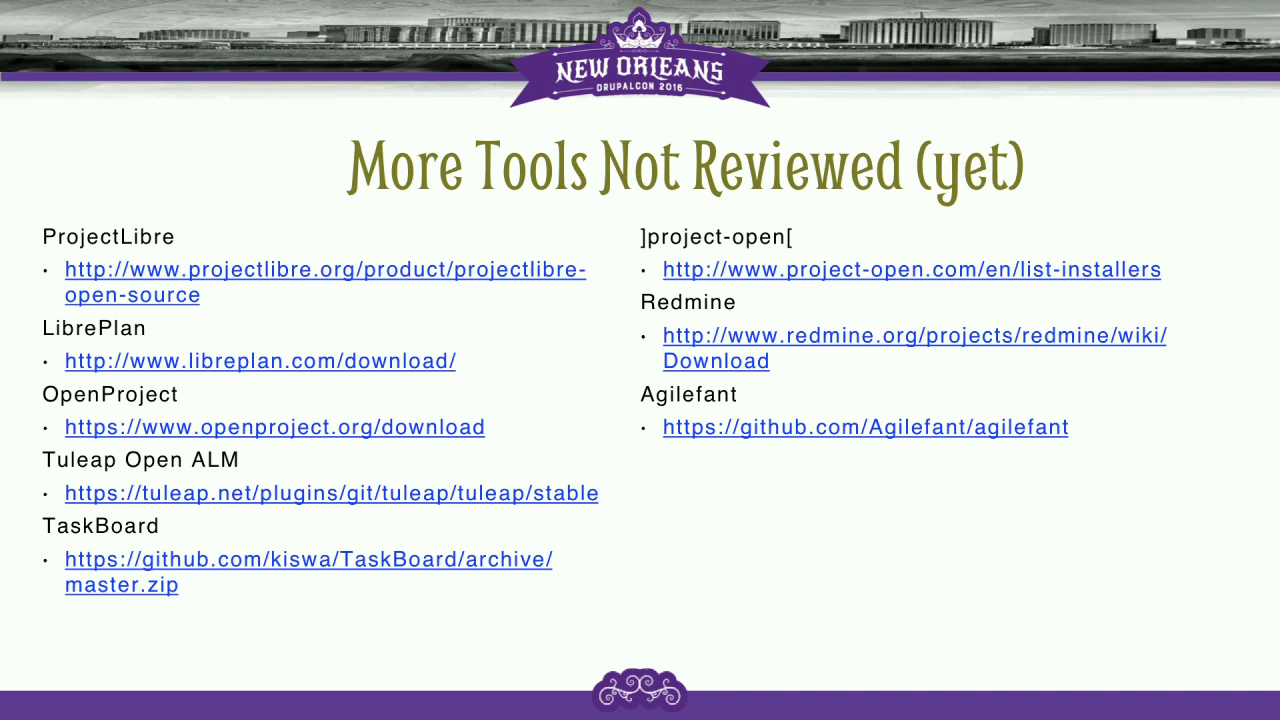 NEW ORLEANS
DRUPALCON 2016
More Tools Not Reviewed (yet)
ProjectLibre
• http://www.projectlibre.org/product/projectlibre-
open-source
LibrePlan
• http://www.libreplan.com/download/
OpenProject
• https://www.openproject.org/download
Tuleap Open ALM
• https://tuleap.net/plugins/git/tuleap/tuleap/stable
TaskBoard
• https://github.com/kiswa/TaskBoard/archive/
master.zip
]project-open[
• http://www.project-open.com/en/list-installers
Redmine
• http://www.redmine.org/projects/redmine/wiki/
Download
Agilefant
• https://github.com/Agilefant/agilefant